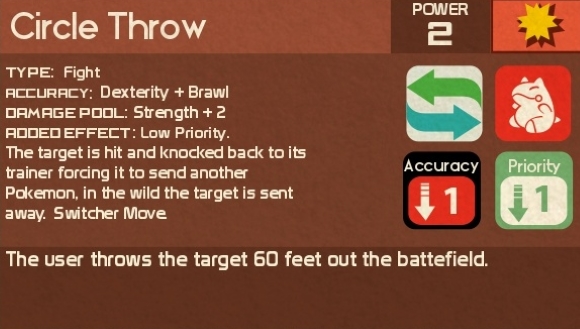 Circle Throw
POWER
2
TYPE: Fight
ACCURACY: Dexterity + Brawl
DAMAGE POOL: Strength + 2
ADDED EFFECT: Low Priority.
The target is hit and knocked back to its
trainer forcing it to send another
Pokemon, in the wild the target is sent
away. Switcher Move.
Accuracy
1
Priority
1
The user throws the target 60 feet out the battefield.